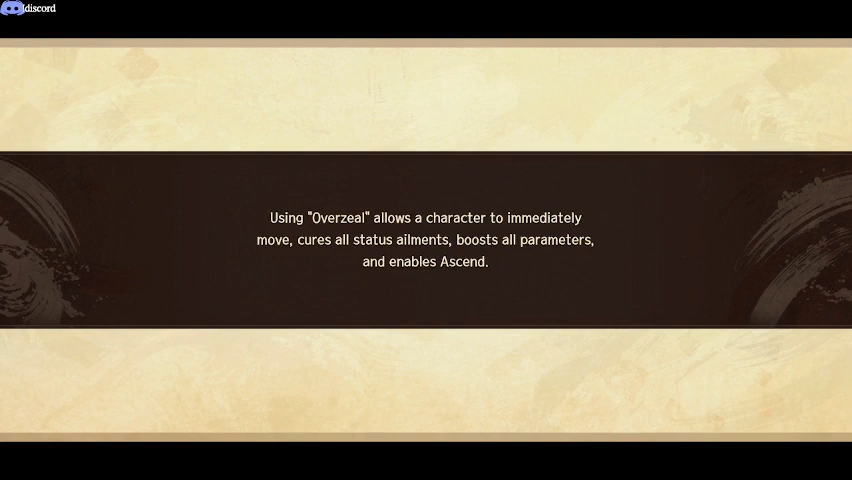 discord
Using "Overzeal" allows a character to immediately
move, cures all status ailments, boosts all parameters,
and enables Ascend.